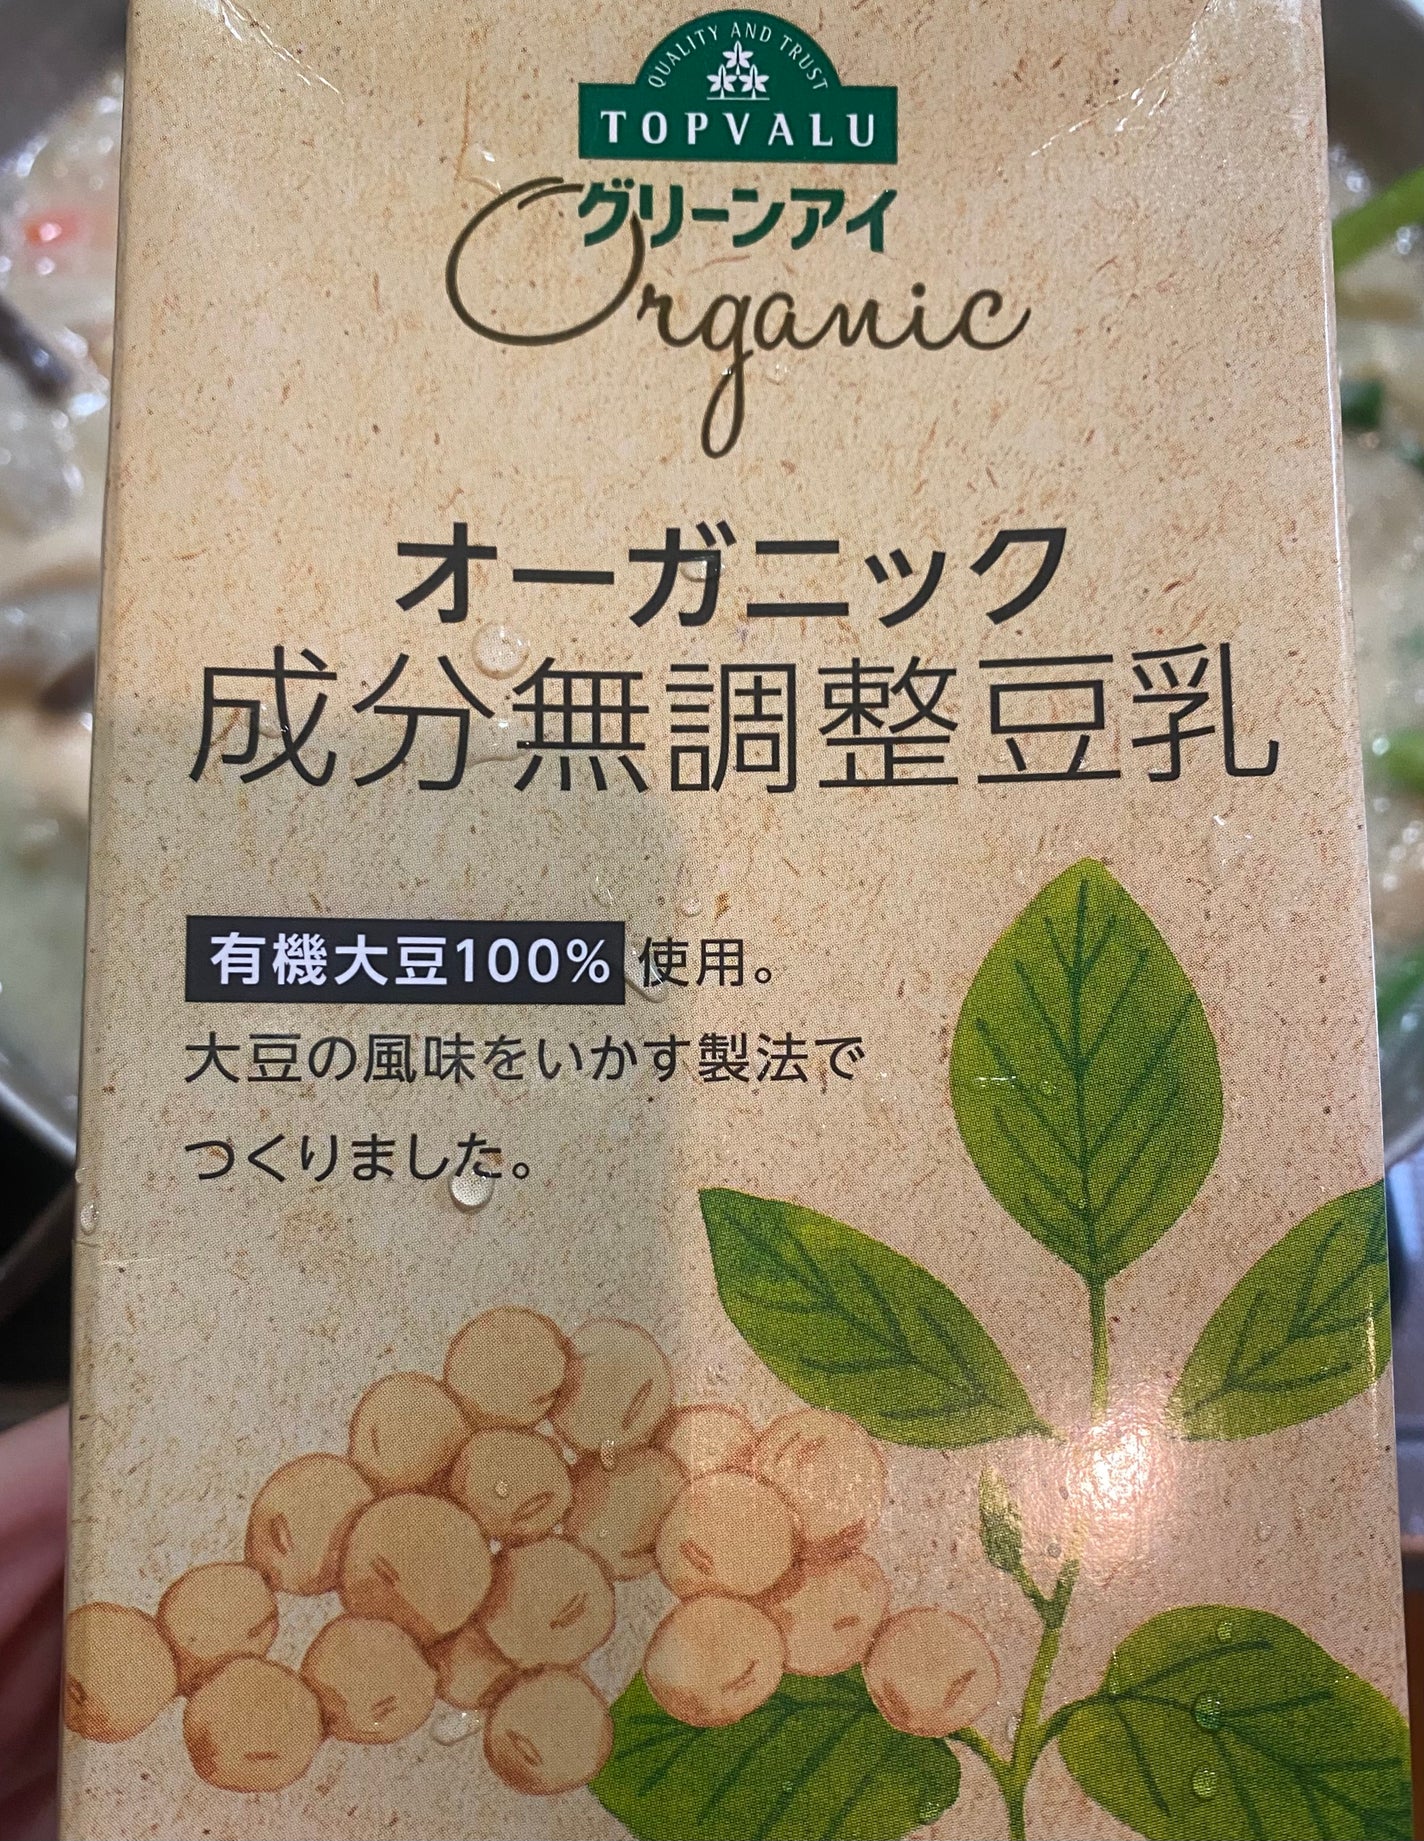 QUALITY AND TRUST
TOPVALU
グリーンアイ
Organic
オーガニック
成分無調整豆乳
有機大豆100% 使用。
大豆の風味をいかす製法で
つくりました。